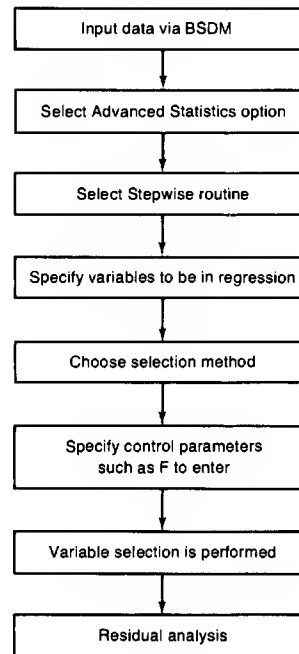 Input data via BSDM
Select Advanced Statistics option
Select Stepwise routine
Specify variables to be in regression
Choose selection method
Specify control parameters
such as F to enter
Variable selection is performed
Residual analysis